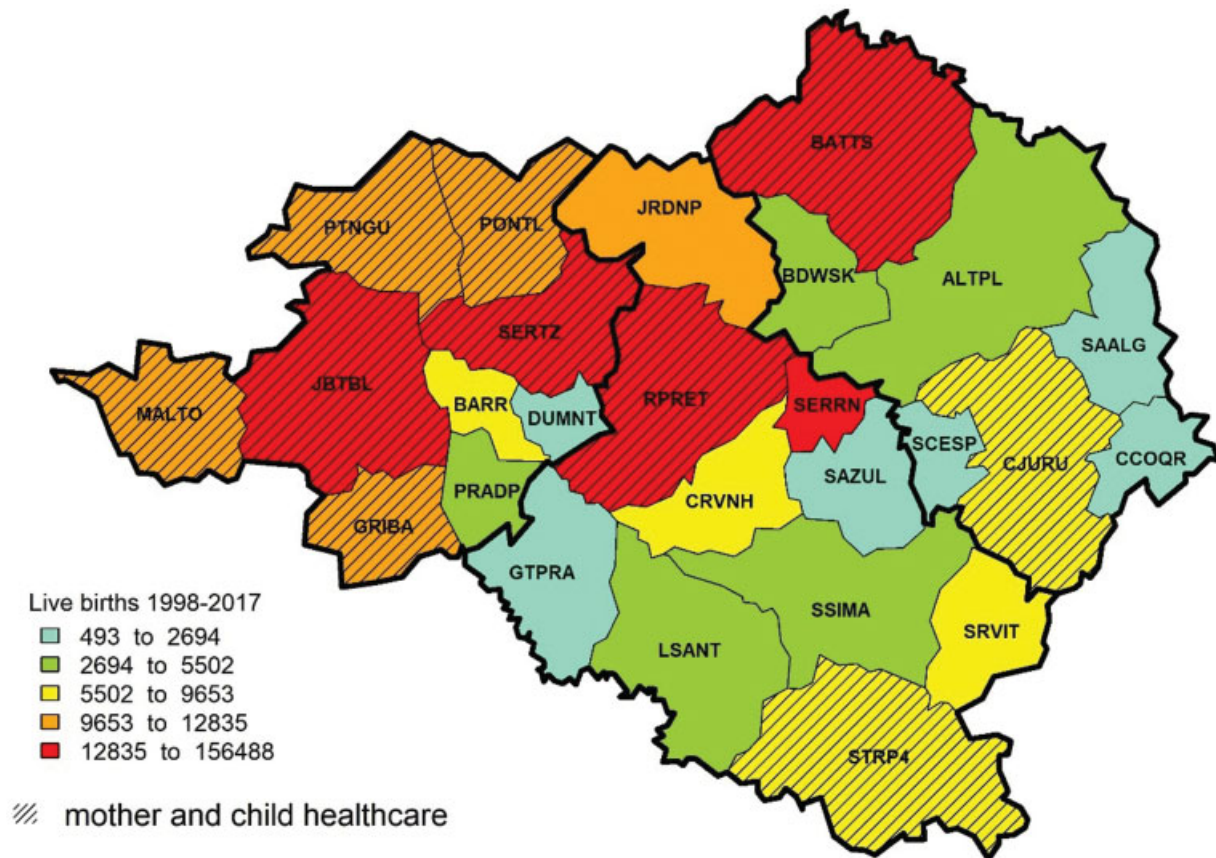 BATTS
PTNGU
PONTL
JRDNP
BDWSK
ALTPL
SERTZ
SAALG
JBTBL
MALTO
BARR
DUMNT
RPRET
SERRN
SCESP
CJURU
CCOQR
PRADP
CRVNH
SAZUL
GRIBA
GTPRA
SSIMA
LSANT
SRVIT
STRP4
Live births 1998-2017
493 to 2694
2694 to 5502
5502 to 9653
9653 to 12835
12835 to 156488
mother and child healthcare